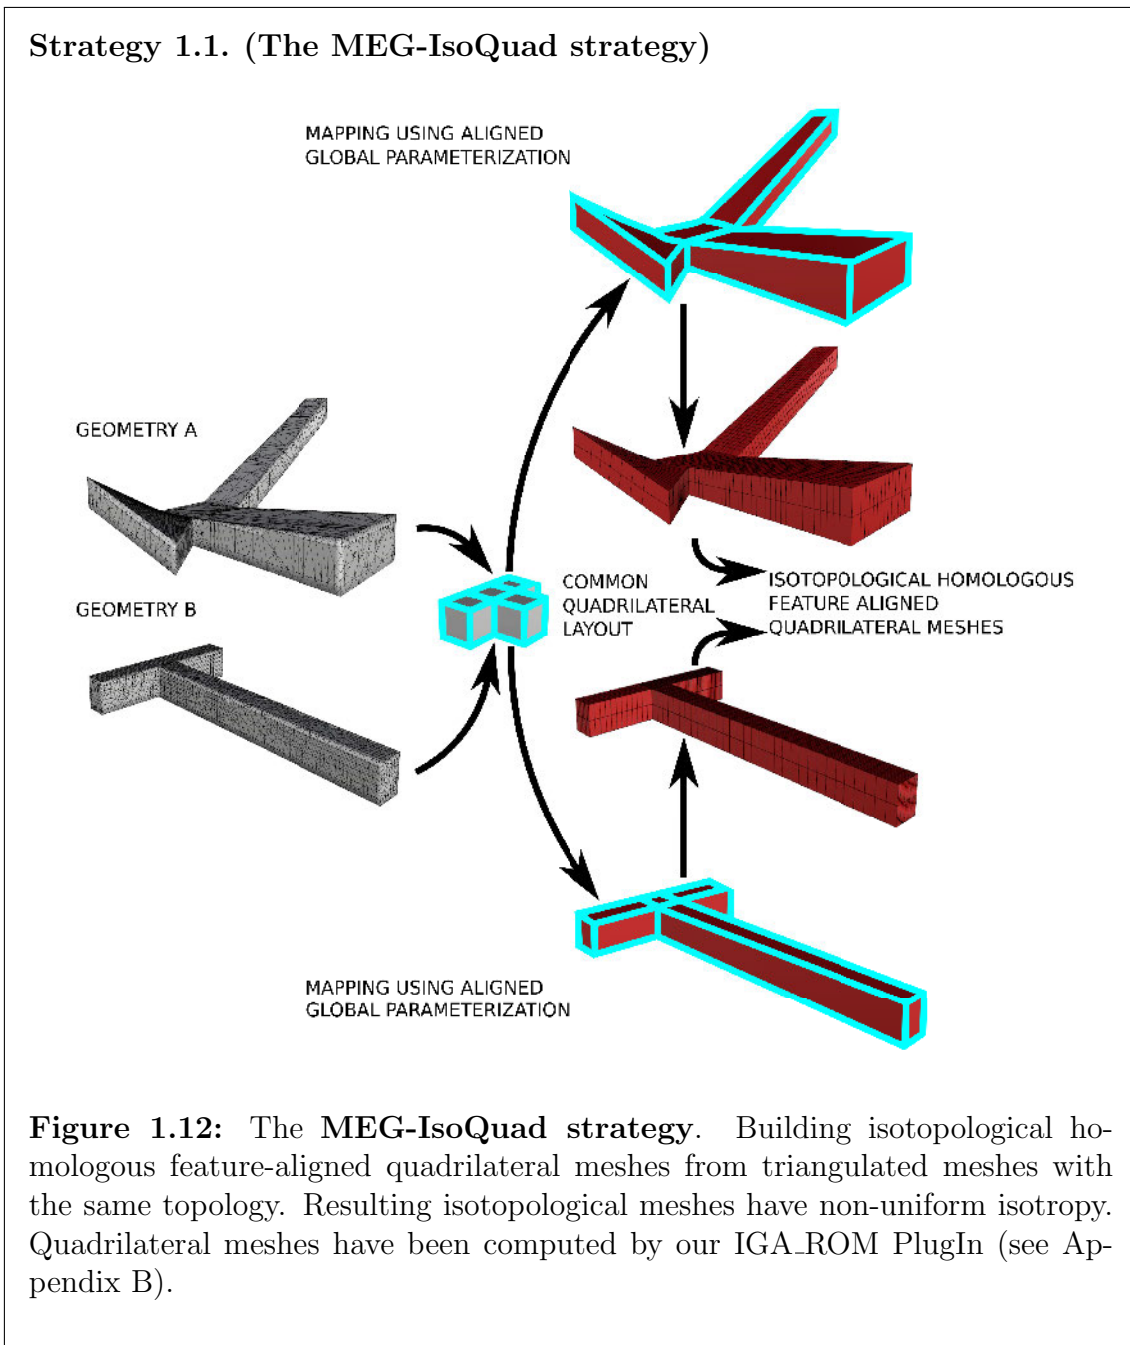 Strategy 1.1. (The MEG-IsoQuad strategy)
MAPPING USING ALIGNED
GLOBAL PARAMETERIZATION
GEOMETRY A
GEOMETRY B
COMMON
QUADRILATERAL
LAYOUT
ISOTOPOLOGICAL HOMOLOGOUS
FEATURE ALIGNED
QUADRILATERAL MESHES
MAPPING USING ALIGNED
GLOBAL PARAMETERIZATION
Figure 1.12: The MEG-IsoQuad strategy. Building isotopological ho-
mologous feature-aligned quadrilateral meshes from triangulated meshes with
the same topology. Resulting isotopological meshes have non-uniform isotropy.
Quadrilateral meshes have been computed by our IGA_ROM PlugIn (see Ap-
pendix B).